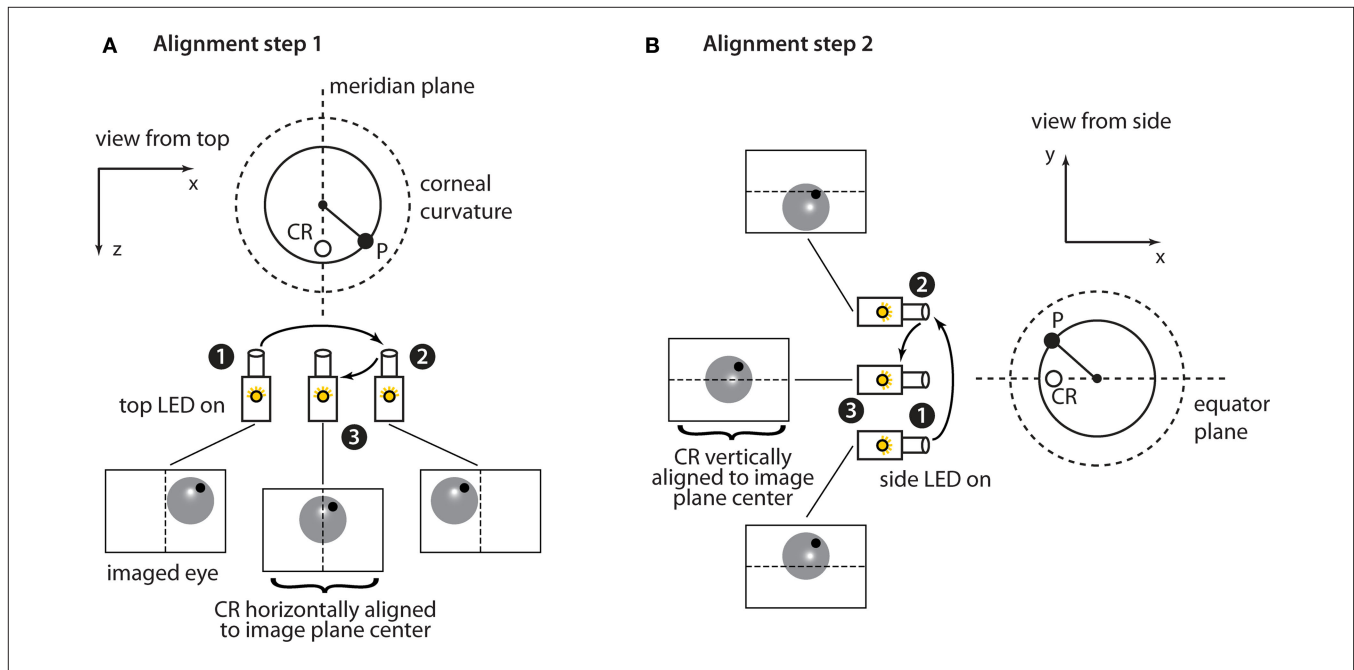 A Alignment step 1
meridian plane
view from top
x
z
corneal
curvature
CR
P
1
2
top LED on
3
imaged eye
CR horizontally aligned
to image plane center
B Alignment step 2
view from side
y
x
2
P
CR
3
1
equator
plane
CR vertically
aligned to image
plane center
side LED on